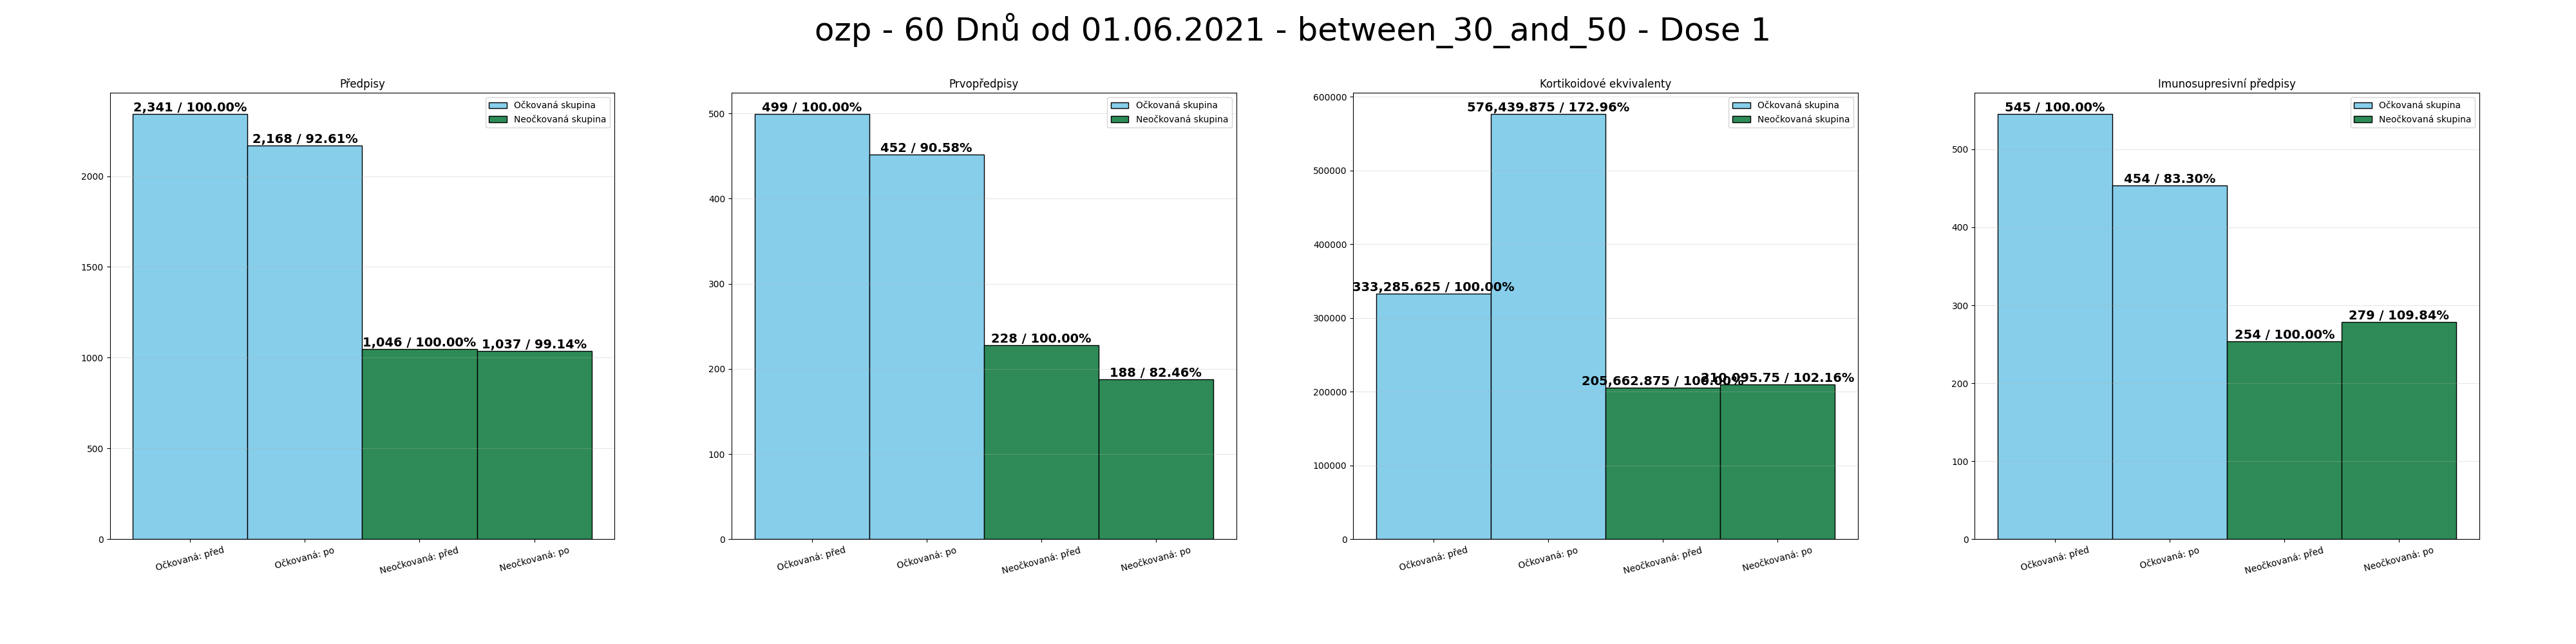 ozp - 60 Dnů od 01.06.2021 - between_30_and_50 - Dose 1
Předpisy
2,341 / 100.00%
2,168 / 92.61%
1,046 / 100.00%
1,037 / 99.14%
Očkovaná skupina
Neočkovaná skupina
2000
1500
1000
500
0
Očkovaná: před
Očkovaná: po
Neočkovaná: před
Neočkovaná: po
Prvopředpisy
499 / 100.00%
452 / 90.58%
228 / 100.00%
188 / 82.46%
Očkovaná skupina
Neočkovaná skupina
500
400
300
200
100
0
Očkovaná: před
Očkovaná: po
Neočkovaná: před
Neočkovaná: po
Kortikoidové ekvivalenty
333,285.625 / 100.00%
576,439.875 / 172.96%
205,662.875 / 100.00%
210,095.75 / 102.16%
Očkovaná skupina
Neočkovaná skupina
600000
500000
400000
300000
200000
100000
0
Očkovaná: před
Očkovaná: po
Neočkovaná: před
Neočkovaná: po
Imunosupresivní předpisy
545 / 100.00%
454 / 83.30%
254 / 100.00%
279 / 109.84%
Očkovaná skupina
Neočkovaná skupina
500
400
300
200
100
0
Očkovaná: před
Očkovaná: po
Neočkovaná: před
Neočkovaná: po